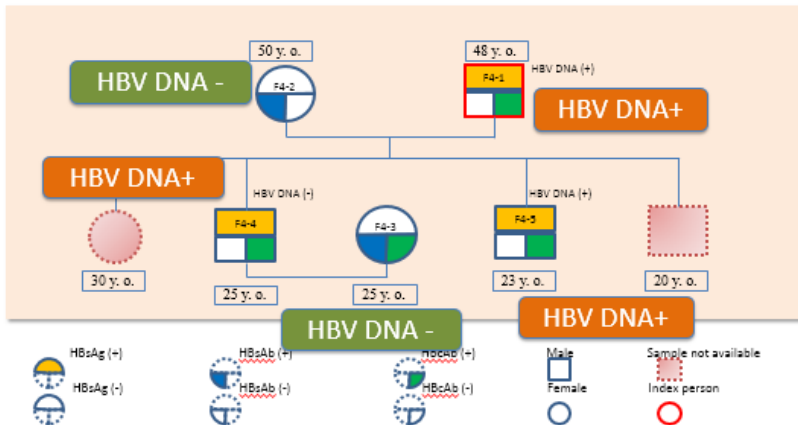 50 y. o.
48 y. o.
HBV DNA -
F4-2
F4-1
HBV DNA (+)
HBV DNA+
HBV DNA+
HBV DNA (-)
HBV DNA (+)
F4-4
F4-3
F4-5
30 y. o.
25 y. o.
25 y. o.
23 y. o.
20 y. o.
HBV DNA -
HBV DNA+
HBsAg (+)
HBsAb (+)
HBcAb (+)
Male
Sample not available
HBsAg (-)
HBsAb (-)
HBcAb (-)
Female
Index person